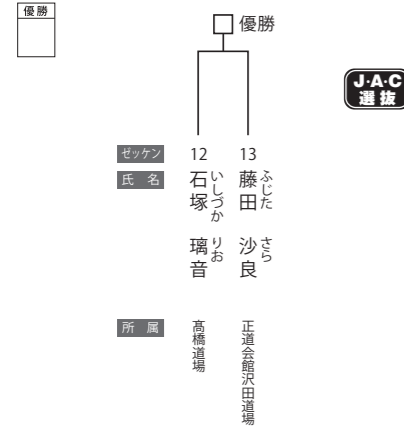 優勝
優勝
J·A·C
選抜
ゼッケン 12 13
氏名 石塚 璃音 藤田 沙良
いしづか りお ふじた さら
所属 髙橋道場 正道会館沢田道場